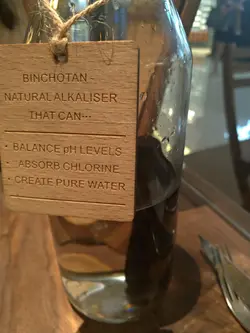 BINCHOTAN -
NATURAL ALKALISER
THAT CAN...
• BALANCE pH LEVELS
• ABSORB CHLORINE
• CREATE PURE WATER